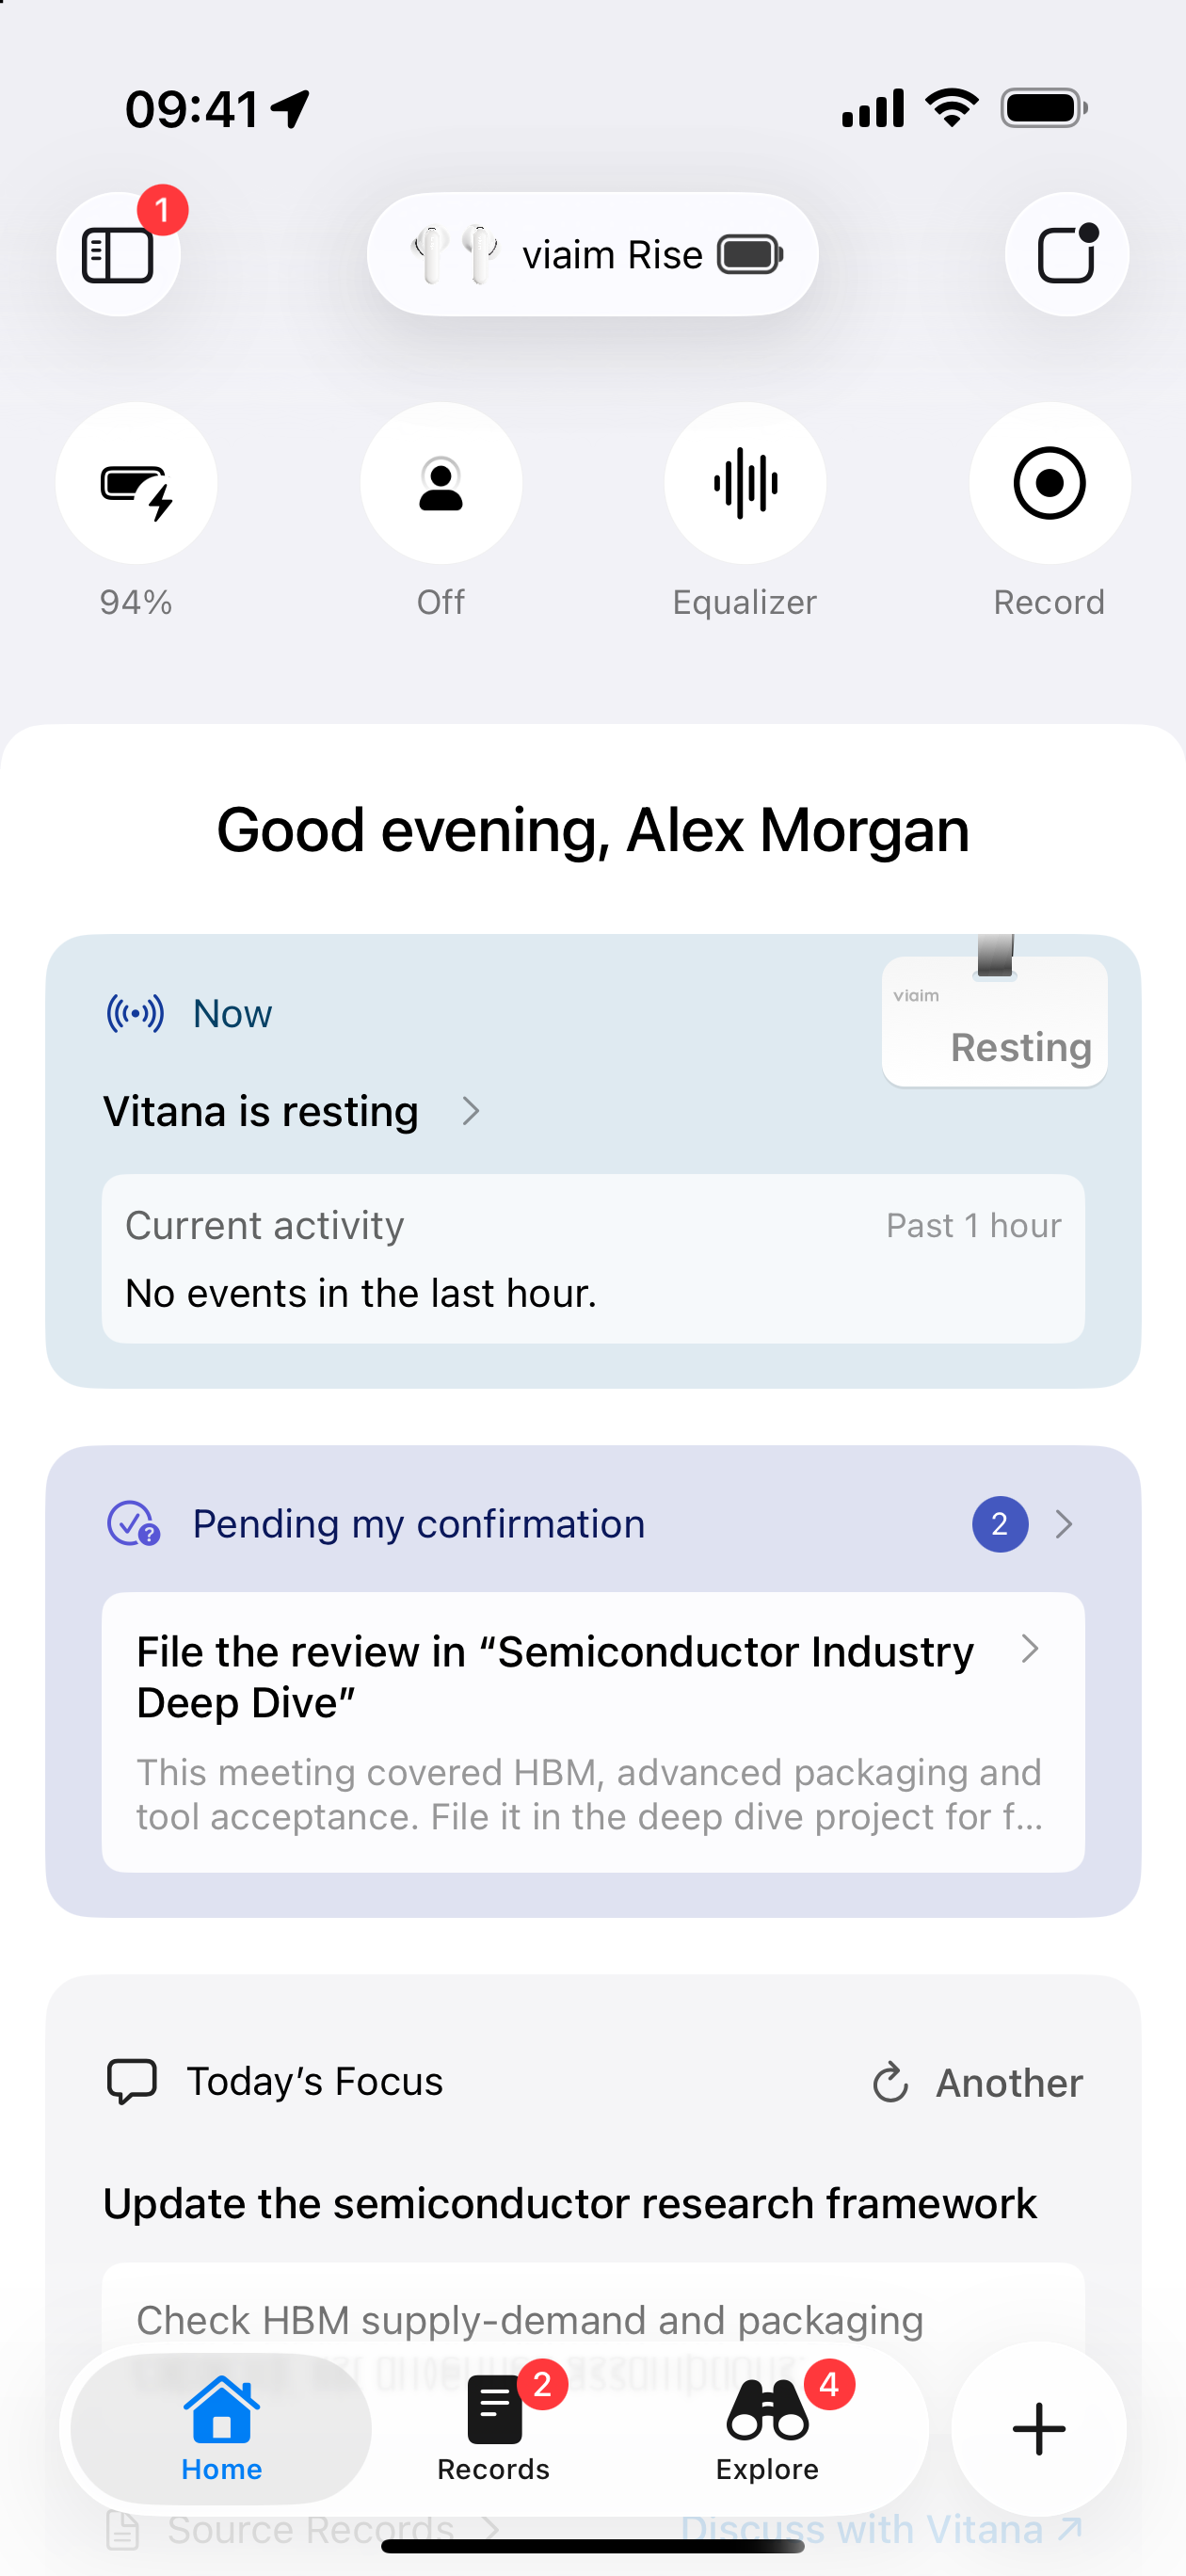 09:41
1
viaim Rise
94%
Off
Equalizer
Record
Good evening, Alex Morgan
Now
viaim
Resting
Vitana is resting
Current activity
Past 1 hour
No events in the last hour.
Pending my confirmation
2
?
File the review in “Semiconductor Industry
Deep Dive”
This meeting covered HBM, advanced packaging and
tool acceptance. File it in the deep dive project for f...
Today’s Focus
Another
Update the semiconductor research framework
Check HBM supply-demand and packaging
2
4
Home
Records
Explore
Source Records
Discuss with Vitana